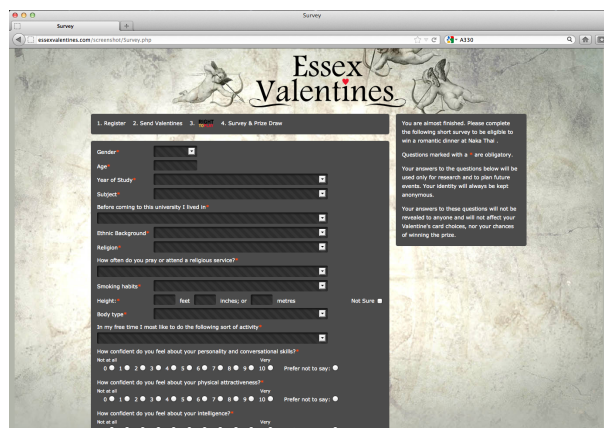 Survey
Survey
essexvalentines.com/screenshot/Survey.php
A330
Essex
Valentines
1. Register 2. Send Valentines 3. RIGHT 4. Survey & Prize Draw
You are almost finished. Please complete
the following short survey to be eligible to
win a romantic dinner at Naka Thai .
Questions marked with a * are obligatory.
Your answers to the questions below will be
used only for research and to plan future
events. Your identity will always be kept
anonymous.
Your answers to these questions will not be
revealed to anyone and will not affect your
Valentine's card choices, nor your chances
of winning the prize.
Gender*
Age*
Year of Study*
Subject*
Before coming to this university I lived in*
Ethnic Background*
Religion*
How often do you pray or attend a religious service?*
Smoking habits*
Height:* feet inches; or metres Not Sure
Body type*
In my free time I most like to do the following sort of activity*
How confident do you feel about your personality and conversational skills?*
Not at all Very
0 1 2 3 4 5 6 7 8 9 10 Prefer not to say:
How confident do you feel about your physical attractiveness?*
Not at all Very
0 1 2 3 4 5 6 7 8 9 10 Prefer not to say:
How confident do you feel about your intelligence?*
Not at all Very